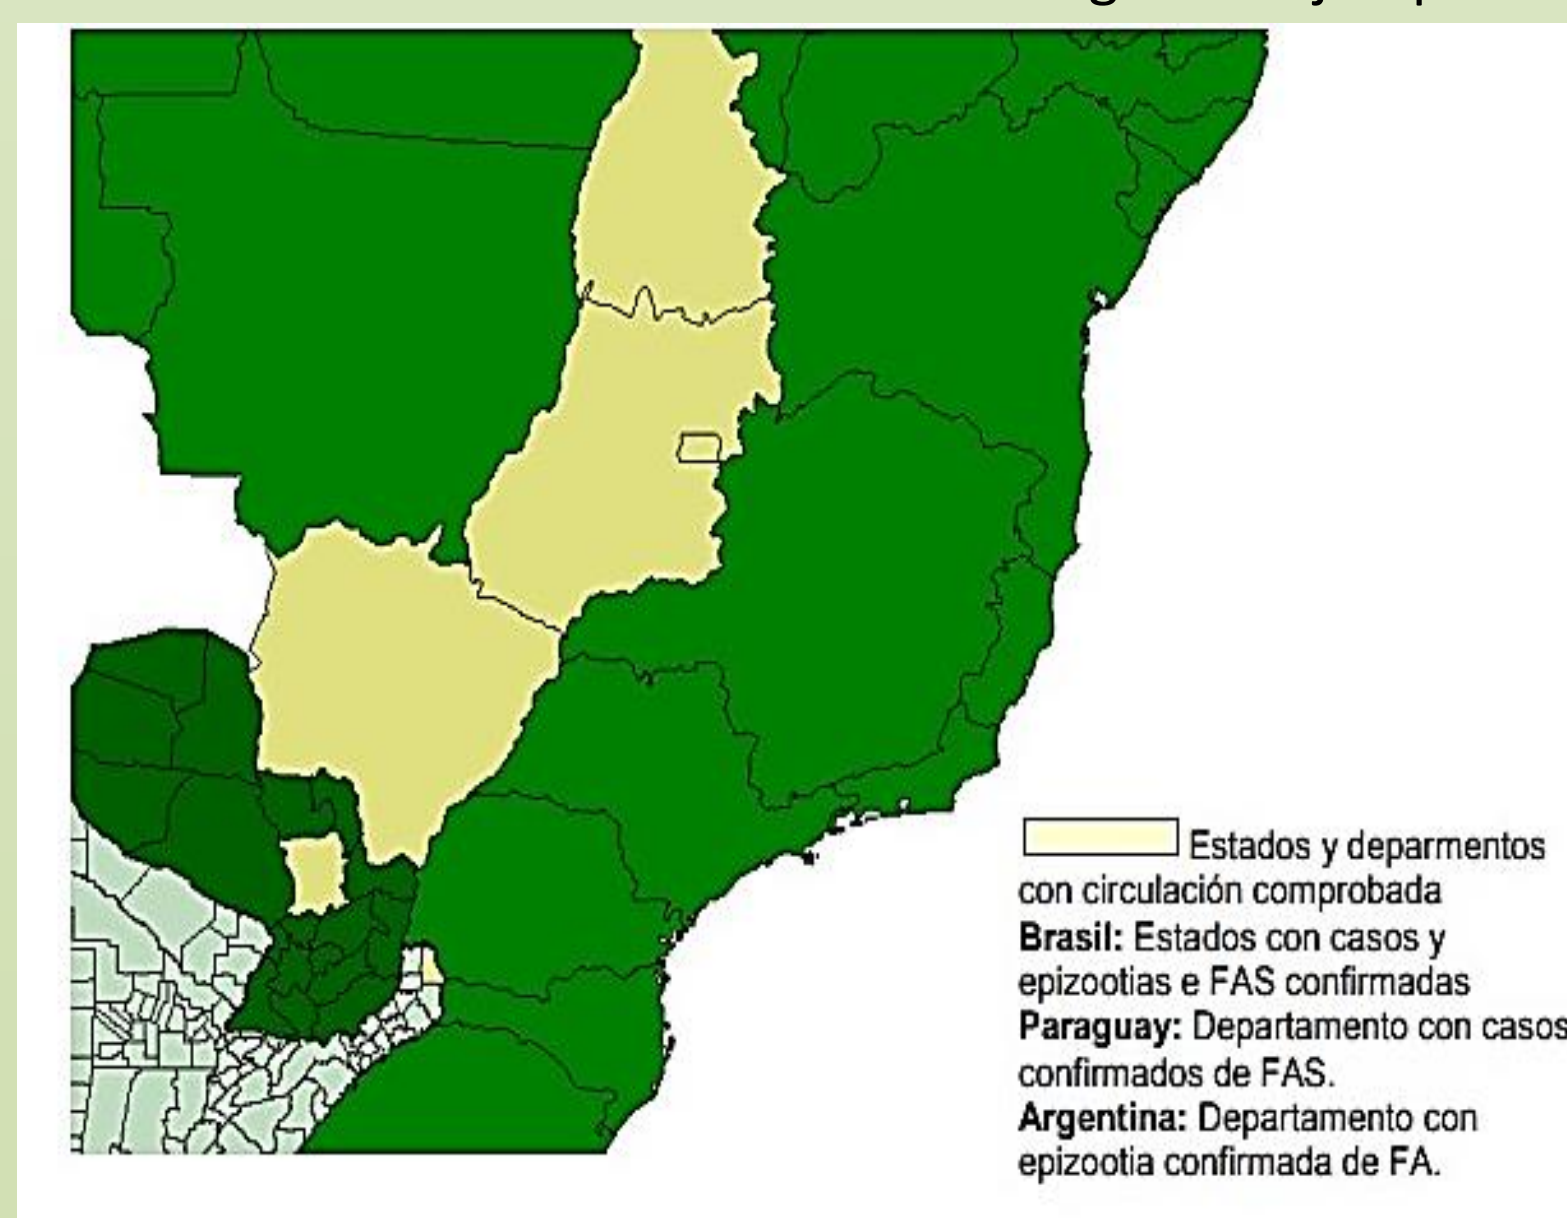 Estados y deparmentos
con circulación comprobada
Brasil: Estados con casos y
epizootias e FAS confirmadas
Paraguay: Departamento con casos
confirmados de FAS.
Argentina: Departamento con
epizootia confirmada de FA.